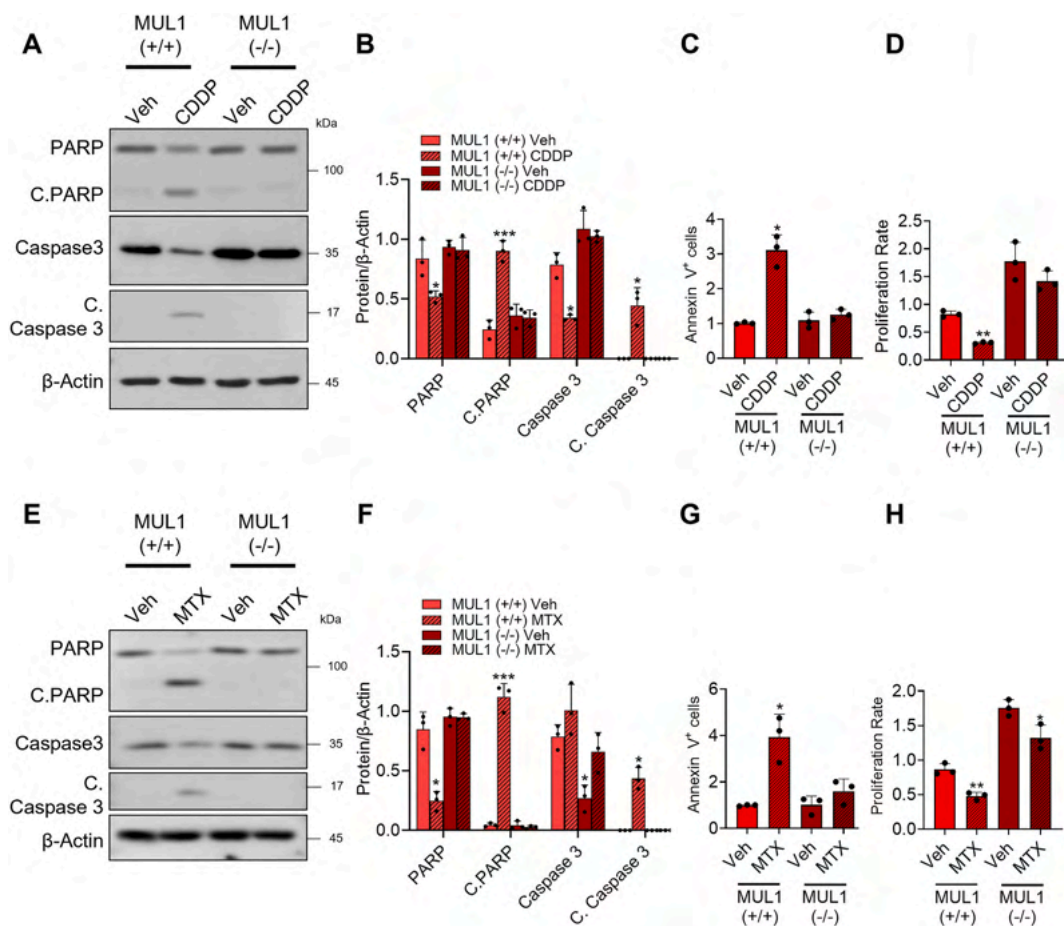 A
MUL1
(+/+)
MUL1
(-/-)
Veh
CDDP
Veh
CDDP
kDa
PARP
100
C.PARP
Caspase3
35
C.
Caspase 3
17
β-Actin
45
B
MUL1 (+/+) Veh
MUL1 (+/+) CDDP
MUL1 (-/-) Veh
MUL1 (-/-) CDDP
Protein/β-Actin
1.5
1.0
0.5
0.0
*
***
*
*
PARP
C.PARP
Caspase 3
C. Caspase 3
C
Annexin V⁺ cells
4
3
2
1
0
*
Veh
CDDP
Veh
CDDP
MUL1
(+/+)
MUL1
(-/-)
D
Proliferation Rate
2.5
2.0
1.5
1.0
0.5
0.0
**
Veh
CDDP
Veh
CDDP
MUL1
(+/+)
MUL1
(-/-)
E
MUL1
(+/+)
MUL1
(-/-)
Veh
MTX
Veh
MTX
kDa
PARP
100
C.PARP
Caspase3
35
C.
Caspase 3
17
β-Actin
45
F
MUL1 (+/+) Veh
MUL1 (+/+) MTX
MUL1 (-/-) Veh
MUL1 (-/-) MTX
Protein/β-Actin
1.5
1.0
0.5
0.0
*
***
*
*
PARP
C.PARP
Caspase 3
C. Caspase 3
G
Annexin V⁺ cells
6
4
2
0
*
Veh
MTX
Veh
MTX
MUL1
(+/+)
MUL1
(-/-)
H
Proliferation Rate
2.0
1.5
1.0
0.5
0.0
**
*
Veh
MTX
Veh
MTX
MUL1
(+/+)
MUL1
(-/-)